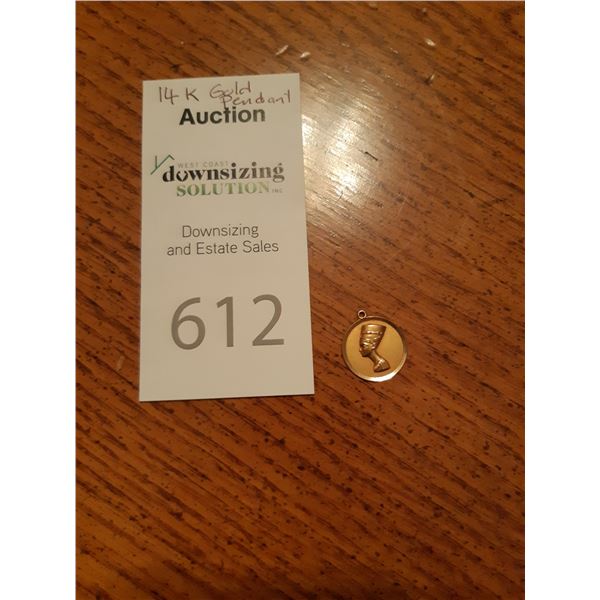 14 K Gold
Pendant
Auction
WEST COAST
downsizing
SOLUTION INC
Downsizing
and Estate Sales
612